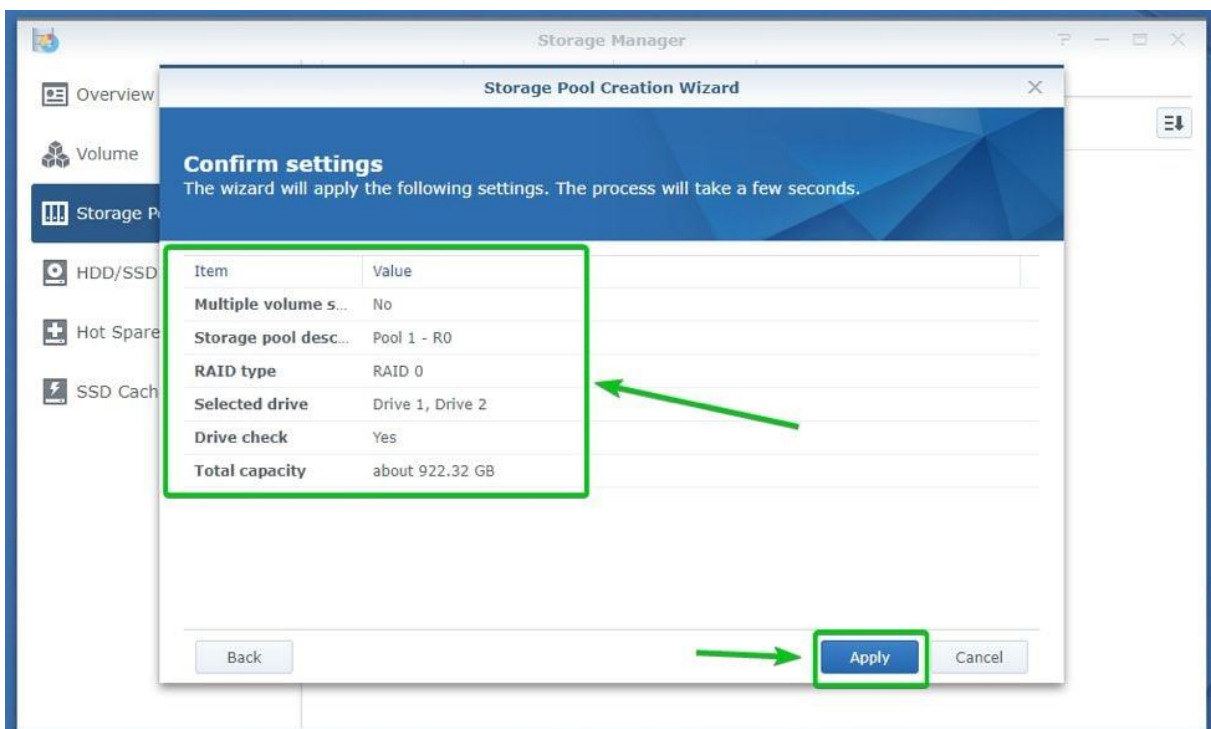 Storage Manager
Overview
Volume
Storage P
HDD/SSD
Hot Spare
SSD Cach
Storage Pool Creation Wizard
Confirm settings
The wizard will apply the following settings. The process will take a few seconds.
Item Value
Multiple volume s... No
Storage pool desc... Pool 1 - R0
RAID type RAID 0
Selected drive Drive 1, Drive 2
Drive check Yes
Total capacity about 922.32 GB
Back Apply Cancel